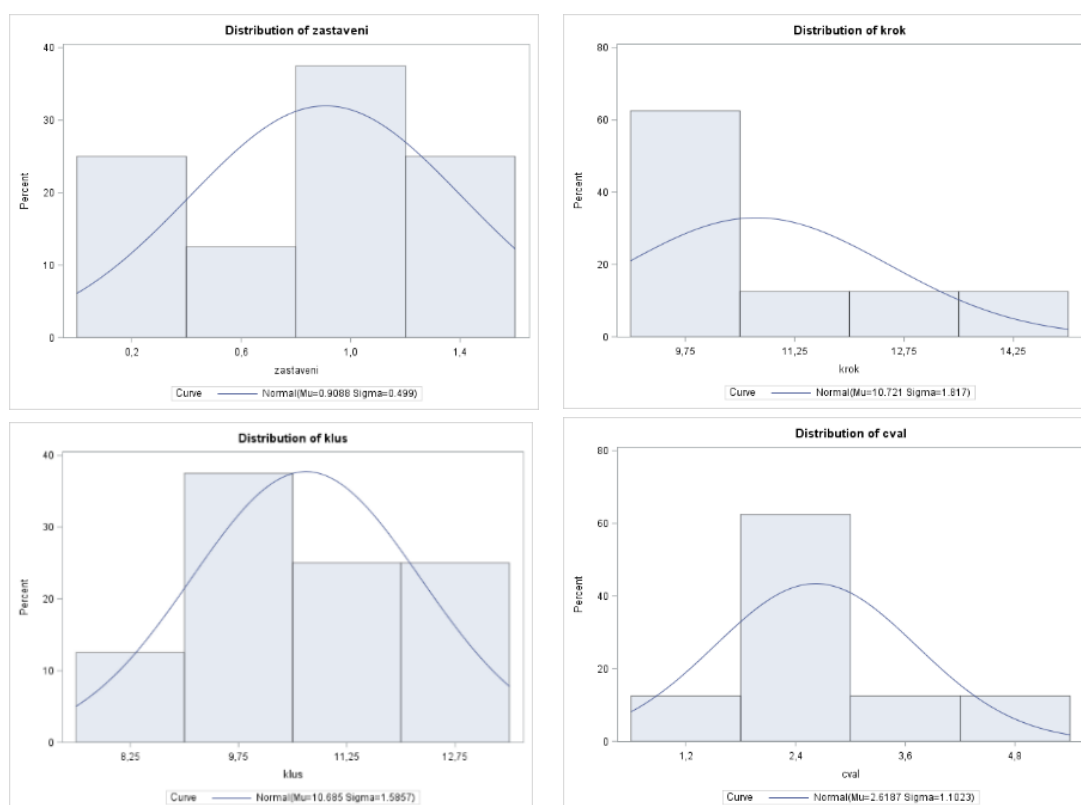 Distribution of zastaveni
40
30
20
10
0
Percent
0,2 0,6 1,0 1,4
zastaveni
Curve Normal(Mu=0.9088 Sigma=0.499)
Distribution of krok
80
60
40
20
0
Percent
9,75 11,25 12,75 14,25
krok
Curve Normal(Mu=10.721 Sigma=1.817)
Distribution of klus
40
30
20
10
0
Percent
8,25 9,75 11,25 12,75
klus
Curve Normal(Mu=10.685 Sigma=1.5857)
Distribution of cval
80
60
40
20
0
Percent
1,2 2,4 3,6 4,8
cval
Curve Normal(Mu=2.6187 Sigma=1.1023)